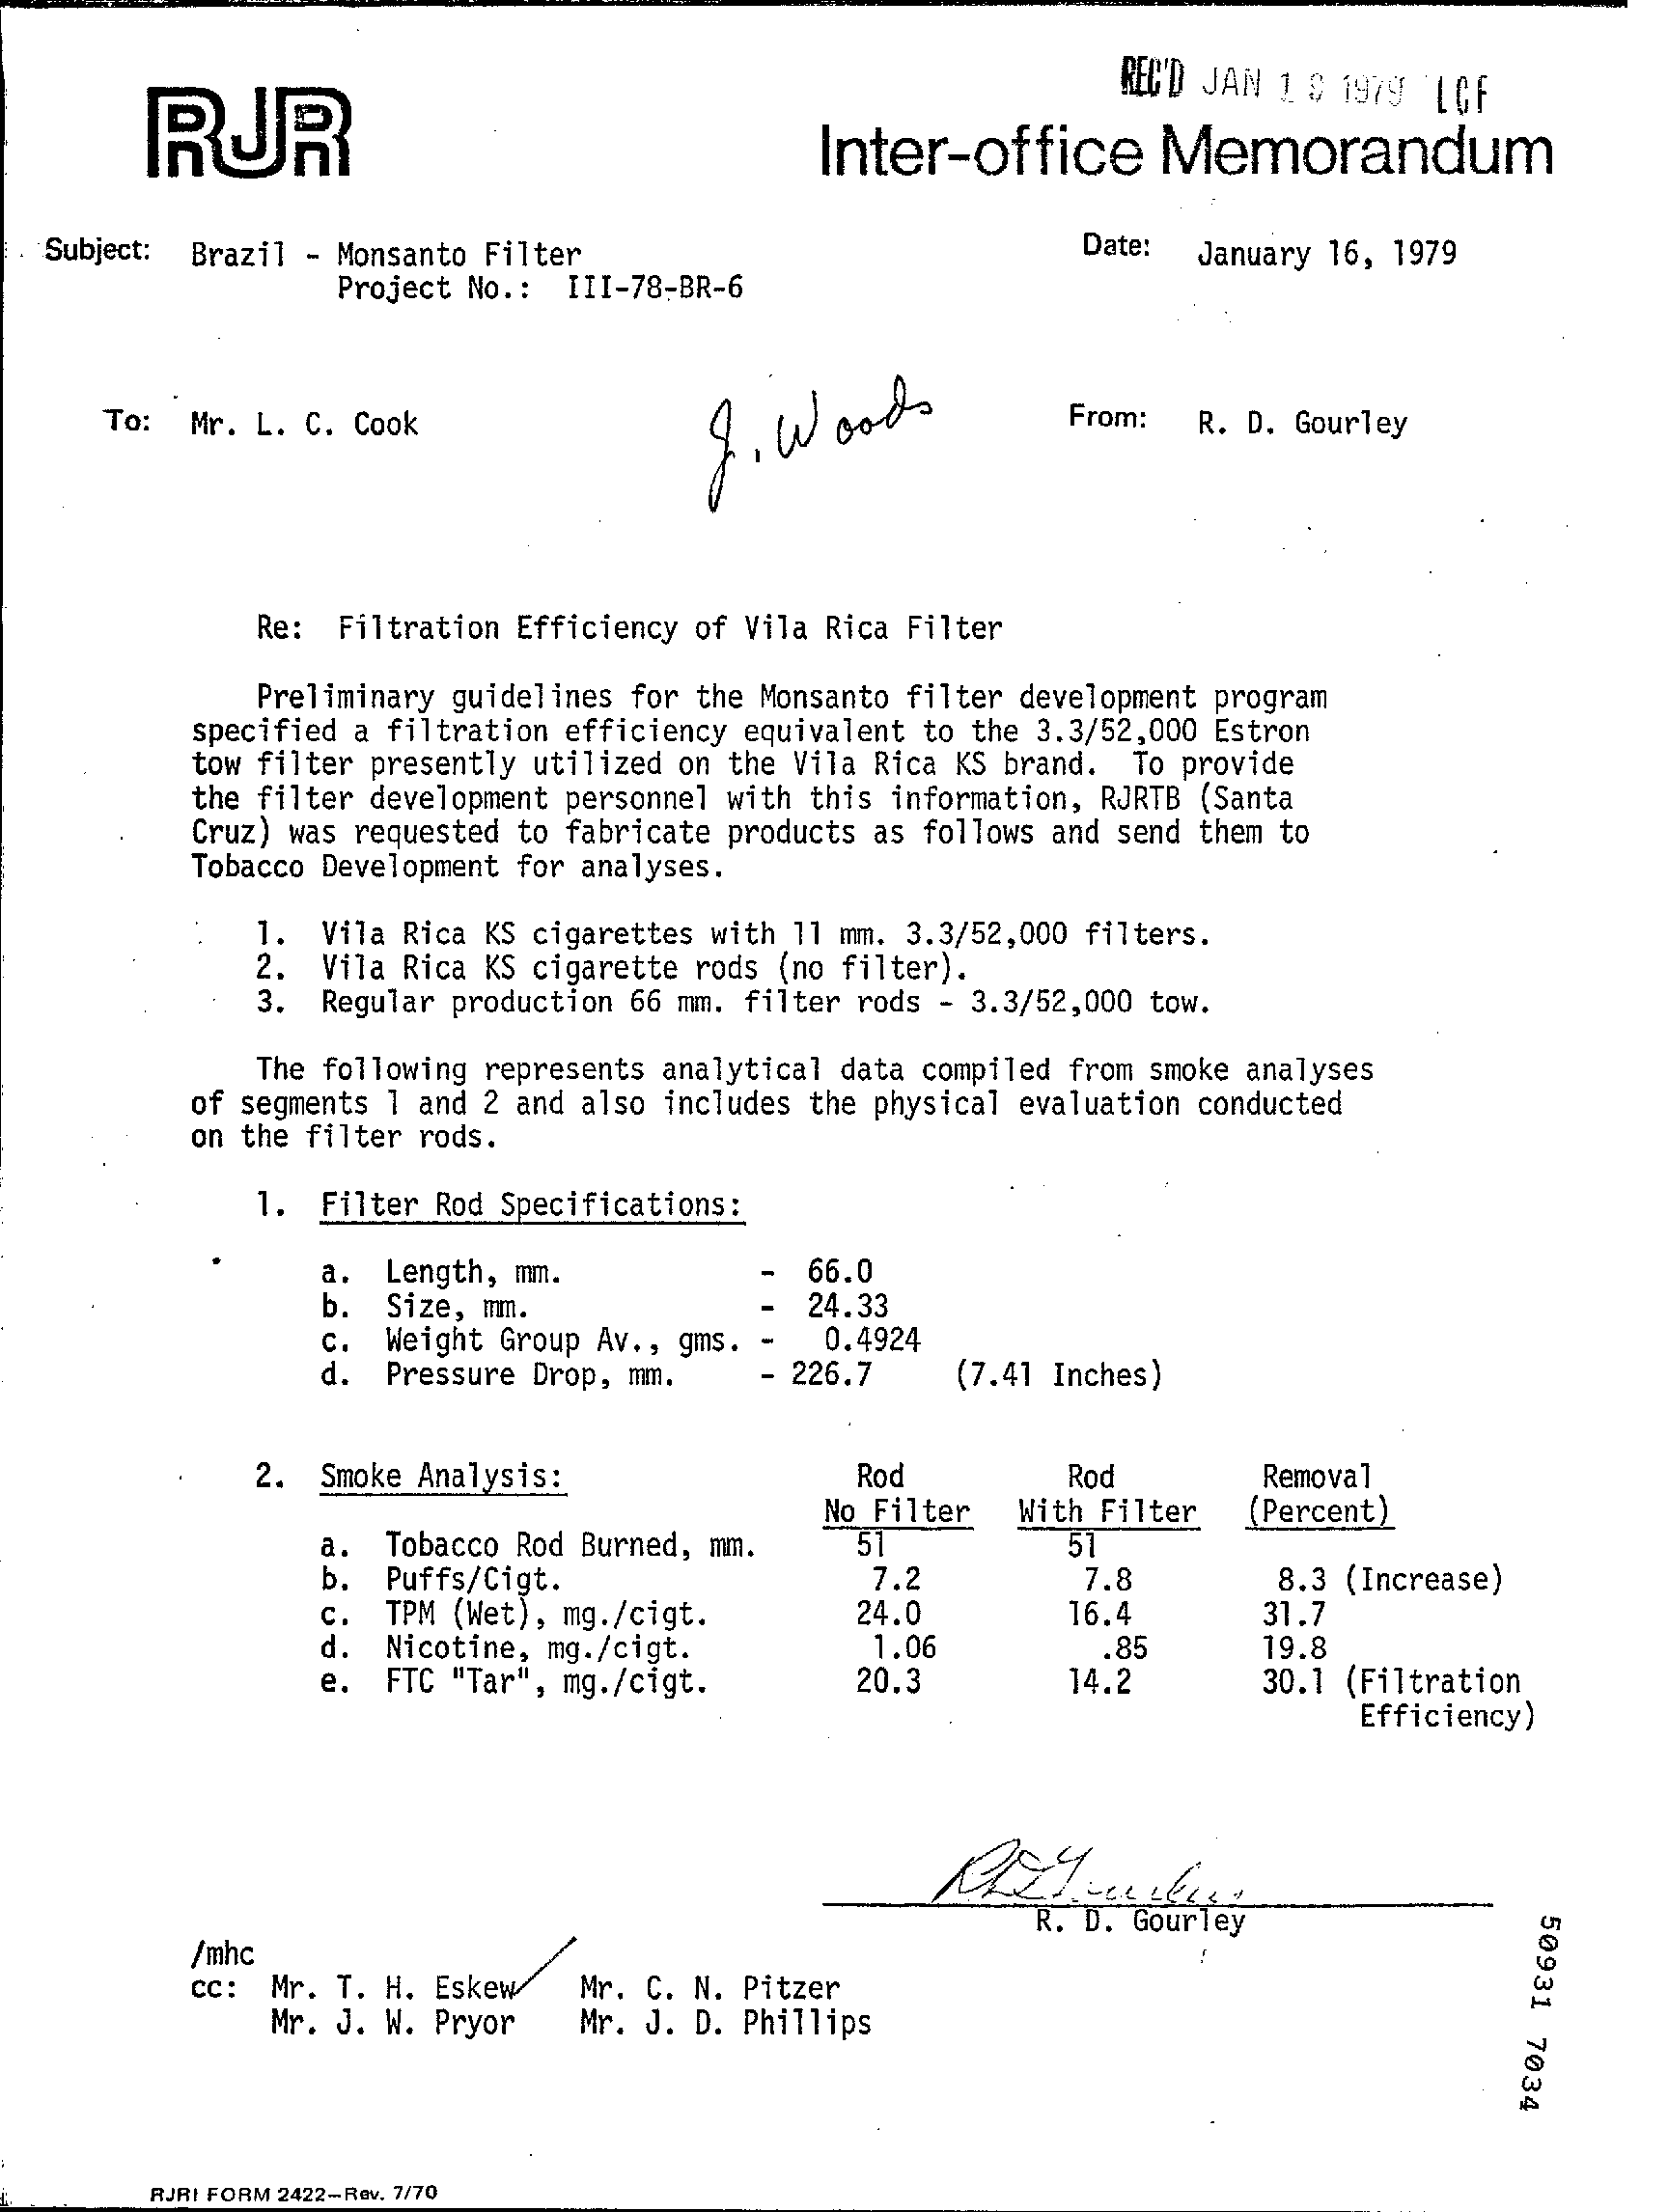 REC'D JAN 1 1979 LCF
RJR
Inter-office Memorandum
Subject: Brazil - Monsanto Filter Date: January 16, 1979
Project No.: III-78-BR-6
To: Mr. L. C. Cook J. Woods From: R. D. Gourley
Re: Filtration Efficiency of Vila Rica Filter
Preliminary guidelines for the Monsanto filter development program
specified a filtration efficiency equivalent to the 3.3/52,000 Estron
tow filter presently utilized on the Vila Rica KS brand. To provide
the filter development personnel with this information, RJRTB (Santa
Cruz) was requested to fabricate products as follows and send them to
Tobacco Development for analyses.
1. Vila Rica KS cigarettes with 11 mm. 3.3/52,000 filters.
2. Vila Rica KS cigarette rods (no filter).
3. Regular production 66 mm. filter rods - 3.3/52,000 tow.
The following represents analytical data compiled from smoke analyses
of segments 1 and 2 and also includes the physical evaluation conducted
on the filter rods.
1. Filter Rod Specifications:
a. Length, mm. - 66.0
b. Size, mm. - 24.33
c. Weight Group Av., gms. - 0.4924
d. Pressure Drop, mm. - 226.7 (7.41 Inches)
2. Smoke Analysis: Rod Rod Removal
No Filter With Filter (Percent)
a. Tobacco Rod Burned, mm. 51 51
b. Puffs/Cigt. 7.2 7.8 8.3 (Increase)
c. TPM (Wet), mg./cigt. 24.0 16.4 31.7
d. Nicotine, mg./cigt. 1.06 .85 19.8
e. FTC "Tar", mg./cigt. 20.3 14.2 30.1 (Filtration
Efficiency)
R. D. Gourley
/mhc
cc: Mr. T. H. Eskew Mr. C. N. Pitzer
Mr. J. W. Pryor Mr. J. D. Phillips
50931 7034
RJRI FORM 2422-Rev. 7/70